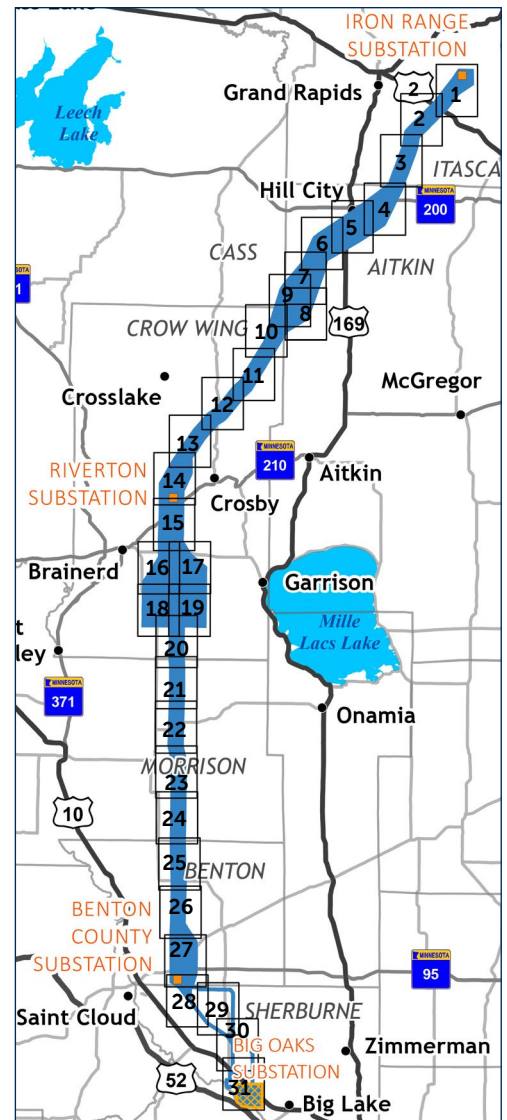 IRON RANGE
SUBSTATION
Grand Rapids
2
1
2
Leech
Lake
3
ITASCA
Hill City
MINNESOTA
200
4
5
CASS
6
AITKIN
7
9
8
CROW WING
10
169
11
McGregor
Crosslake
12
13
RIVERTON
SUBSTATION
14
MINNESOTA
210
Aitkin
Crosby
15
Brainerd
16
17
Garrison
18
19
Mille
Lacs Lake
20
MINNESOTA
371
21
Onamia
22
MORRISON
23
10
24
25
BENTON
26
BENTON
COUNTY
SUBSTATION
27
MINNESOTA
95
28
29
SHERBURNE
Saint Cloud
30
BIG OAKS
SUBSTATION
Zimmerman
52
31
Big Lake